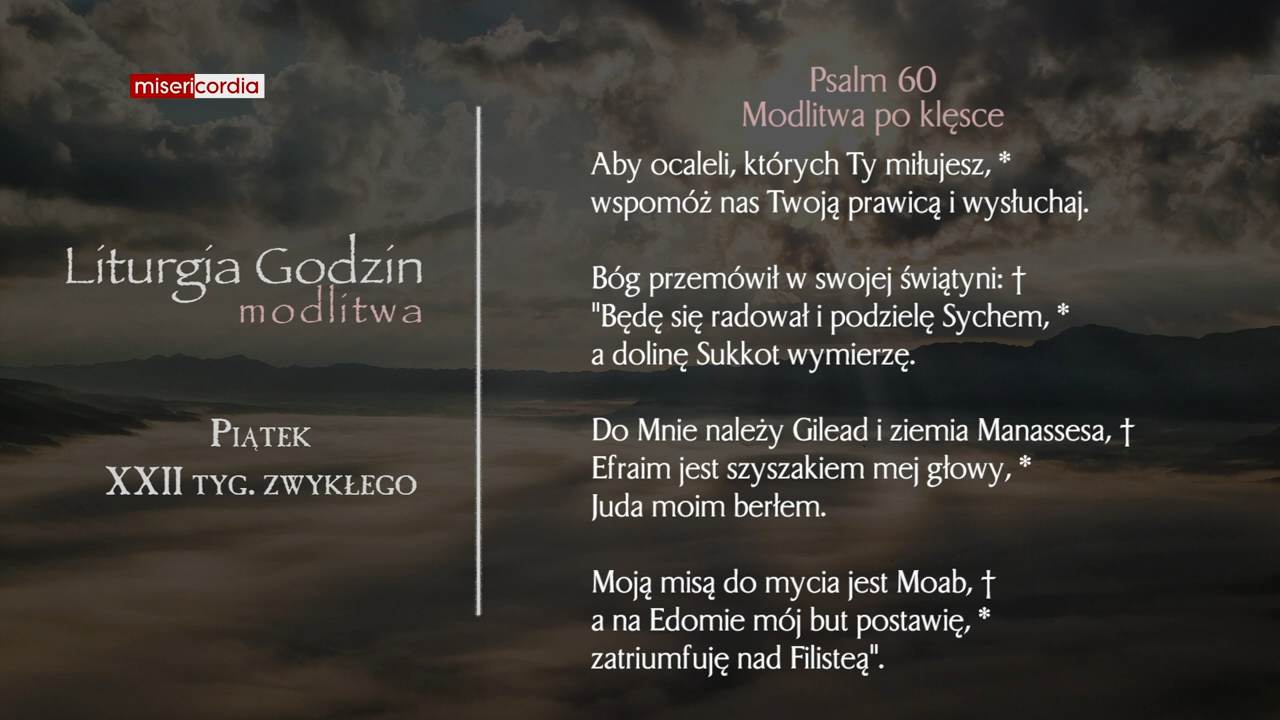 misericordia
Liturgia Godzin
modlitwa
Piątek
XXII tyg. zwykłego
Psalm 60
Modlitwa po klęsce
Aby ocaleli, których Ty miłujesz, *
wspomóż nas Twoją prawicą i wysłuchaj.
Bóg przemówił w swojej świątyni: †
"Będę się radował i podzielę Sychem, *
a dolinę Sukkot wymierzę.
Do Mnie należy Gilead i ziemia Manassesa, †
Efraim jest szyszakiem mej głowy, *
Juda moim berłem.
Moją misą do mycia jest Moab, †
a na Edomie mój but postawię, *
zatriumfuję nad Filisteą".